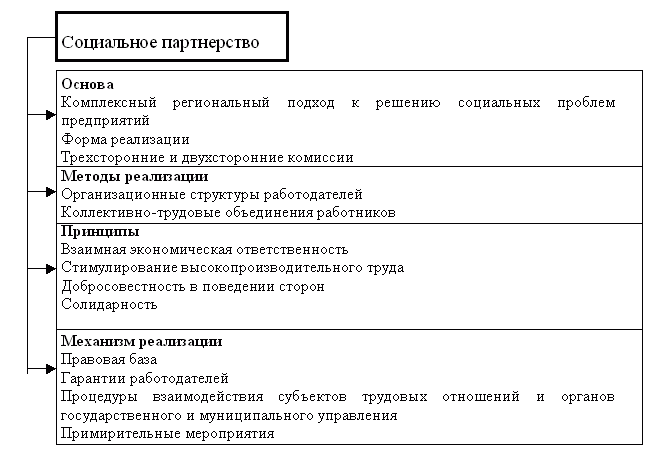 Социальное партнерство
Основа
Комплексный региональный подход к решению социальных проблем
предприятий
Форма реализации
Трехсторонние и двухсторонние комиссии
Методы реализации
Организационные структуры работодателей
Коллективно-трудовые объединения работников
Принципы
Взаимная экономическая ответственность
Стимулирование высокопроизводительного труда
Добросовестность в поведении сторон
Солидарность
Механизм реализации
Правовая база
Гарантии работодателей
Процедуры взаимодействия субъектов трудовых отношений и органов
государственного и муниципального управления
Примирительные мероприятия